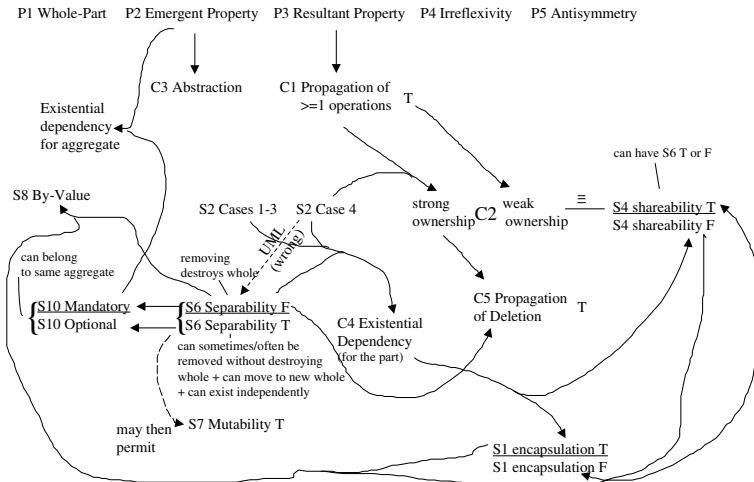 P1 Whole-Part P2 Emergent Property P3 Resultant Property P4 Irreflexivity P5 Antisymmetry
C3 Abstraction
C1 Propagation of
>=1 operations
T
Existential
dependency
for aggregate
can have S6 T or F
S8 By-Value
S2 Cases 1-3
S2 Case 4
strong
ownership
C2
weak
ownership
≡
S4 shareability T
S4 shareability F
UML
(wrong)
can belong
to same aggregate
removing
destroys whole
S10 Mandatory
S10 Optional
{
{
S6 Separability F
S6 Separability T
C5 Propagation
of Deletion
T
C4 Existential
Dependency
(for the part)
can sometimes/often be
removed without destroying
whole + can move to new whole
+ can exist independently
may then
permit
S7 Mutability T
S1 encapsulation T
S1 encapsulation F